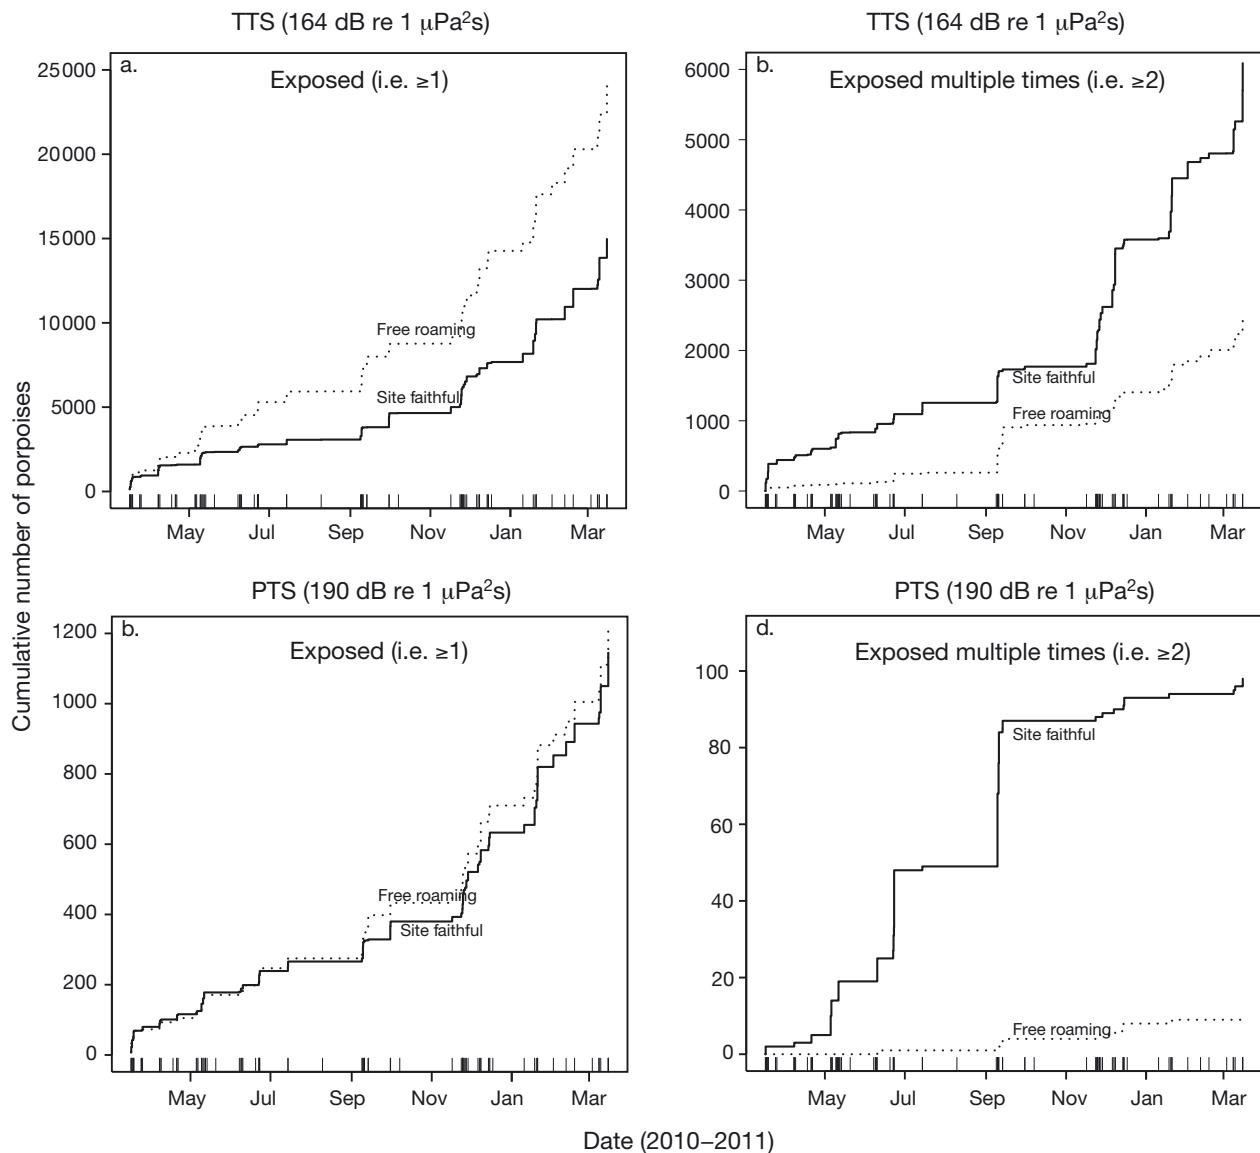 TTS (164 dB re 1 μPa²s)
a.
Exposed (i.e. ≥1)
25000
20000
15000
10000
5000
0
Free roaming
Site faithful
May Jul Sep Nov Jan Mar
TTS (164 dB re 1 μPa²s)
b.
Exposed multiple times (i.e. ≥2)
6000
5000
4000
3000
2000
1000
0
Site faithful
Free roaming
May Jul Sep Nov Jan Mar
Cumulative number of porpoises
PTS (190 dB re 1 μPa²s)
b.
Exposed (i.e. ≥1)
1200
1000
800
600
400
200
0
Free roaming
Site faithful
May Jul Sep Nov Jan Mar
PTS (190 dB re 1 μPa²s)
d.
Exposed multiple times (i.e. ≥2)
100
80
60
40
20
0
Site faithful
Free roaming
May Jul Sep Nov Jan Mar
Date (2010–2011)